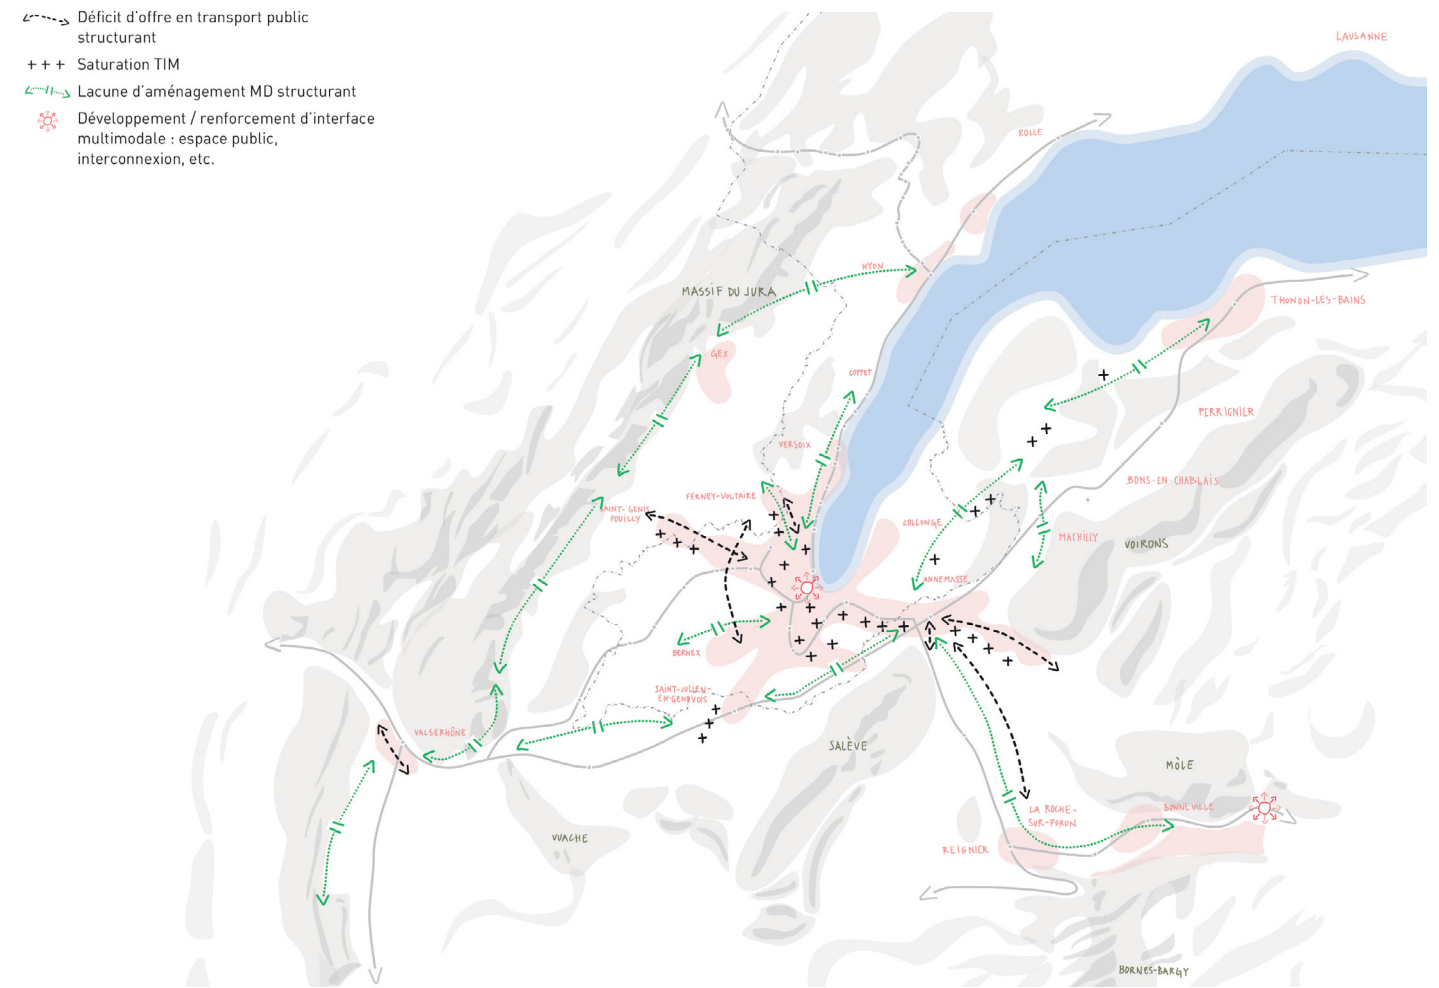 Déficit d’offre en transport public
structurant
+++ Saturation TIM
Lacune d’aménagement MD structurant
Développement / renforcement d’interface
multimodale : espace public,
interconnexion, etc.
LAUSANNE
ROLLE
NYON
MASSIF DU JURA
THONON-LES-BAINS
GEX
COPPET
PERRIGNIER
VERSOIX
BONS-EN-CHABLAIS
FERNEY-VOLTAIRE
SAINT-GENIS
POUILLY
COLLONGE
MACHILLY
VOIRONS
ANNEMASSE
BERNEX
SAINT-JULIEN-
EN-GENEVOIS
VALSERHÔNE
SALÈVE
MÔLE
LA ROCHE-
SUR-FORON
BONNEVILLE
VUACHE
REIGNIER
BORNES-BARGY